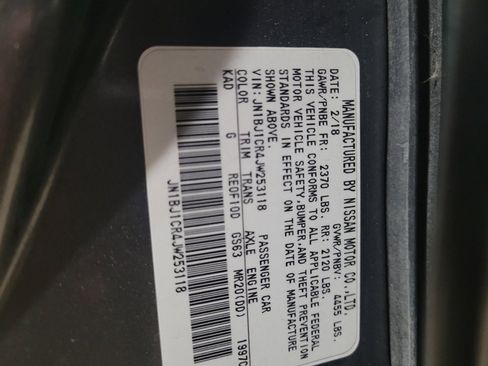 MANUFACTURED BY NISSAN MOTOR CO.,LTD.
DATE: 2/18 GVWR/PNBV: 4455 LBS.
GAWR/PNBE FR: 2370 LBS. RR: 2120 LBS.
THIS VEHICLE CONFORMS TO ALL APPLICABLE FEDERAL
MOTOR VEHICLE SAFETY,BUMPER,AND THEFT PREVENTION
STANDARDS IN EFFECT ON THE DATE OF MANUFACTURE
SHOWN ABOVE.
VIN:JN1BJ1CR4JW253118 PASSENGER CAR
COLOR TRIM TRANS AXLE ENGINE
KAD G RE0F10D GS63 MR20(DD) 1997C
JN1BJ1CR4JW253118